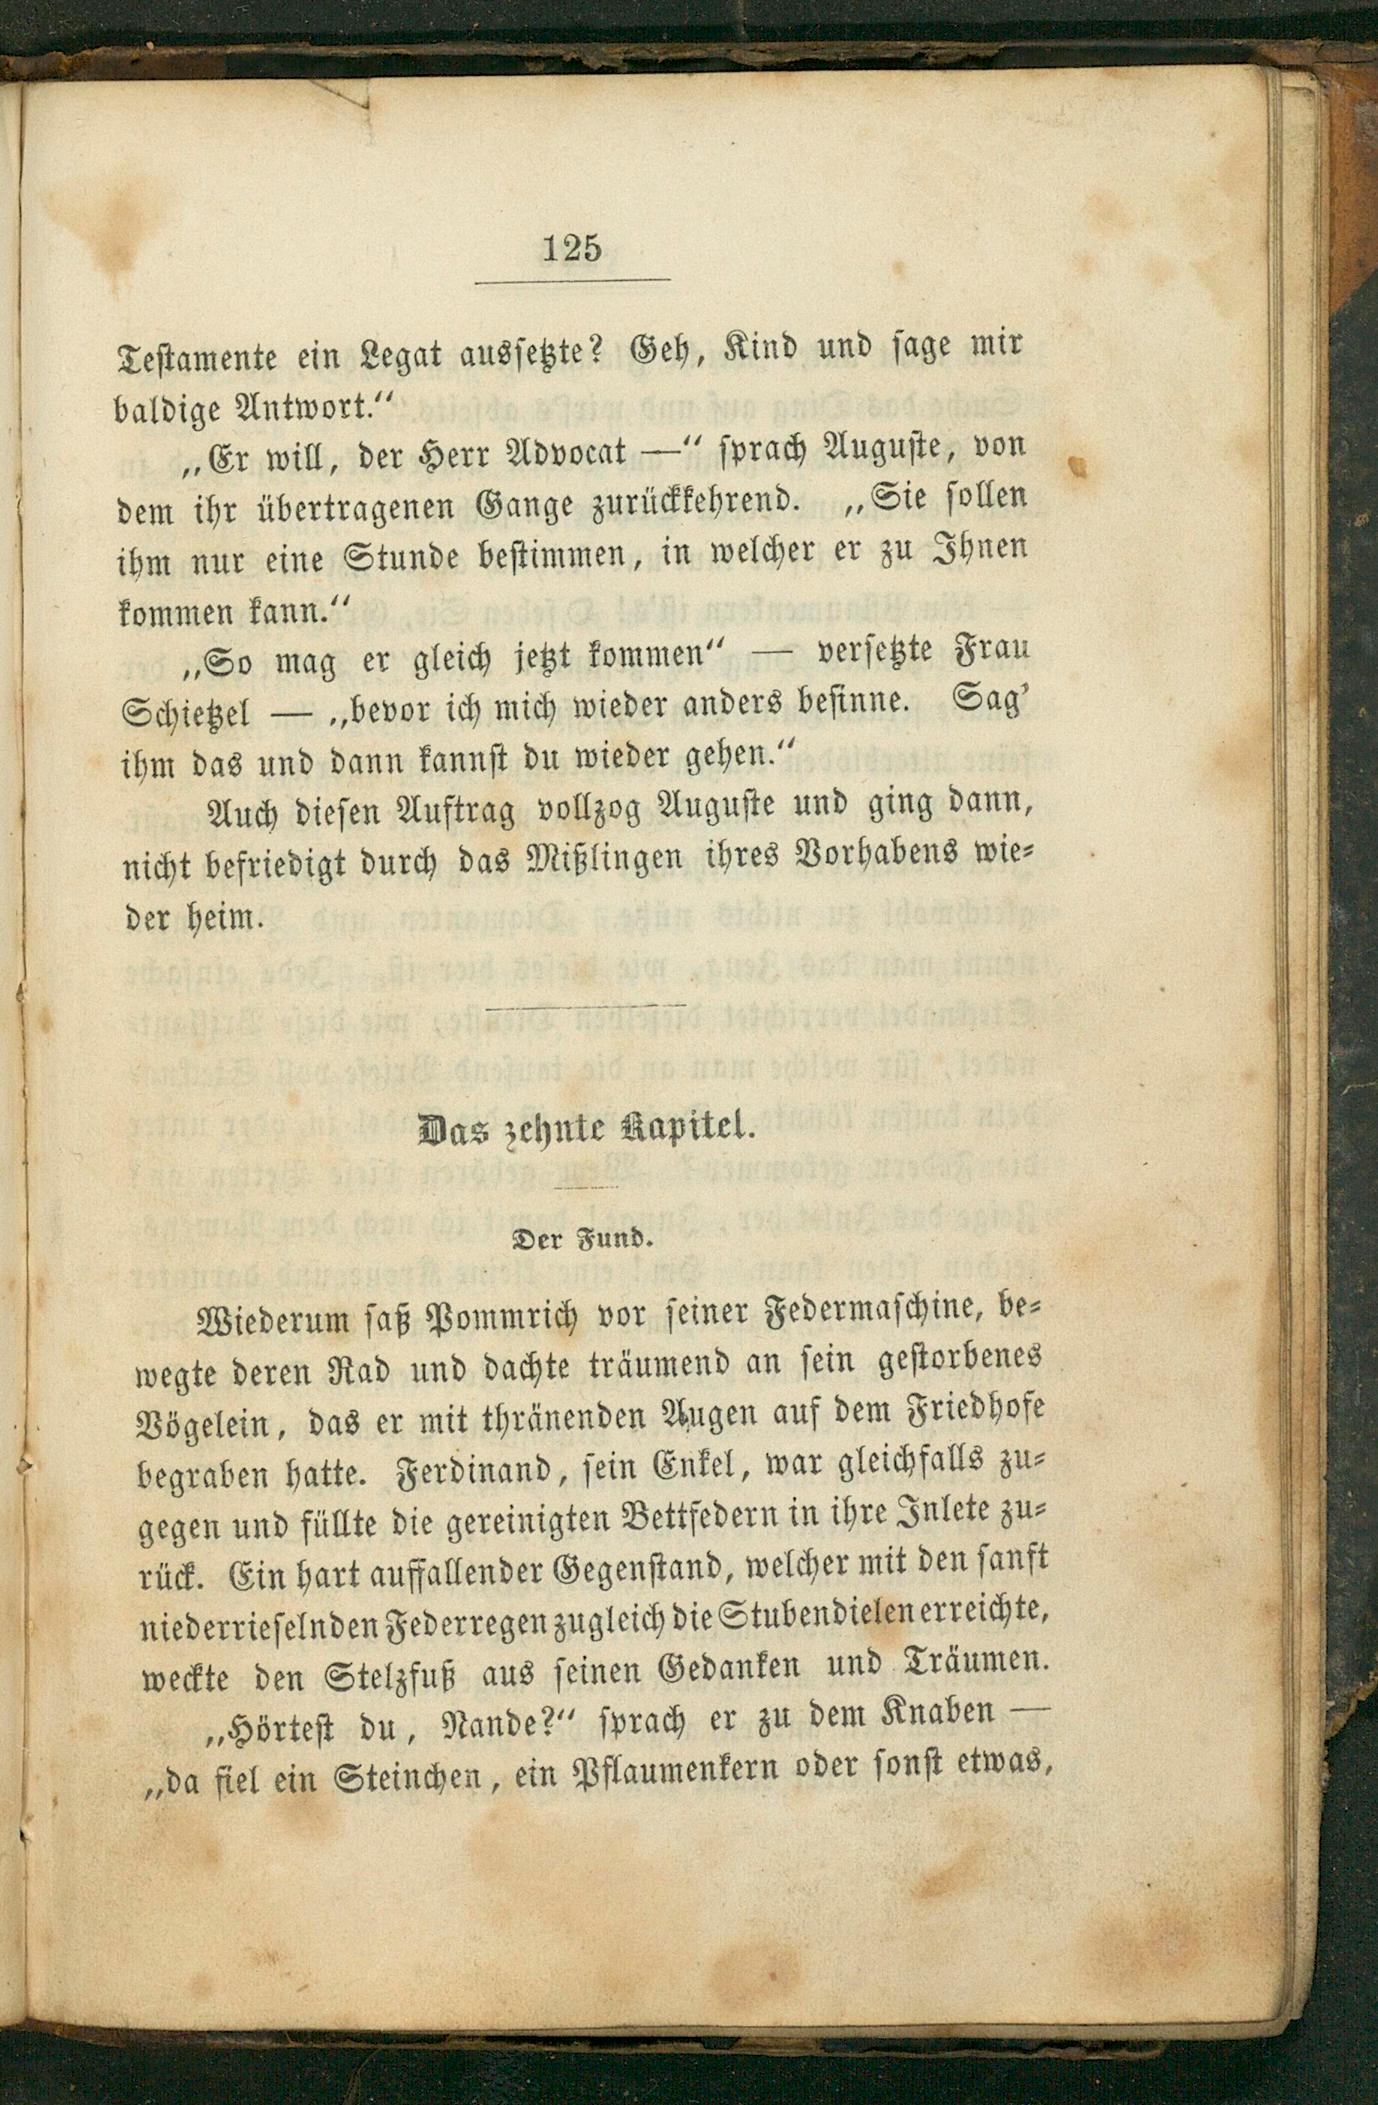 125
Testamente ein Legat aussetzte? Geh, Kind und sage mir
baldige Antwort.“
„Er will, der Herr Advocat —“ sprach Auguste, von
dem ihr übertragenen Gange zurückkehrend. „Sie sollen
ihm nur eine Stunde bestimmen, in welcher er zu Ihnen
kommen kann.“
„So mag er gleich jetzt kommen“ — versetzte Frau
Schietzel — „bevor ich mich wieder anders besinne. Sag’
ihm das und dann kannst du wieder gehen.“
Auch diesen Auftrag vollzog Auguste und ging dann,
nicht befriedigt durch das Mißlingen ihres Vorhabens wie-
der heim.
Das zehnte Kapitel.
Der Fund.
Wiederum saß Pommrich vor seiner Federmaschine, be-
wegte deren Rad und dachte träumend an sein gestorbenes
Vögelein, das er mit thränenden Augen auf dem Friedhofe
begraben hatte. Ferdinand, sein Enkel, war gleichfalls zu-
gegen und füllte die gereinigten Bettfedern in ihre Inlete zu-
rück. Ein hart auffallender Gegenstand, welcher mit den sanft
niederrieselnden Federregen zugleich die Stubendielen erreichte,
weckte den Stelzfuß aus seinen Gedanken und Träumen.
„Hörtest du, Nande?“ sprach er zu dem Knaben —
„da fiel ein Steinchen, ein Pflaumenkern oder sonst etwas,